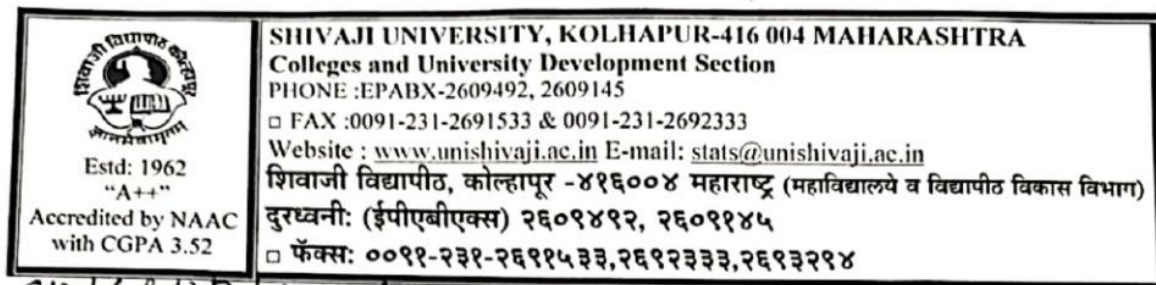 शिवाजी विद्यापीठ कोल्हापूर
ज्ञानमेवामृतम्
Estd: 1962
“A++”
Accredited by NAAC
with CGPA 3.52
SHIVAJI UNIVERSITY, KOLHAPUR-416 004 MAHARASHTRA
Colleges and University Development Section
PHONE :EPABX-2609492, 2609145
□ FAX :0091-231-2691533 & 0091-231-2692333
Website : www.unishivaji.ac.in E-mail: stats@unishivaji.ac.in
शिवाजी विद्यापीठ, कोल्हापूर -४१६००४ महाराष्ट्र (महाविद्यालये व विद्यापीठ विकास विभाग)
दुरध्वनी: (ईपीएबीएक्स) २६०९४९२, २६०९१४५
□ फॅक्स: ००९१-२३१-२६९१५३३,२६९२३३३,२६९३२९४